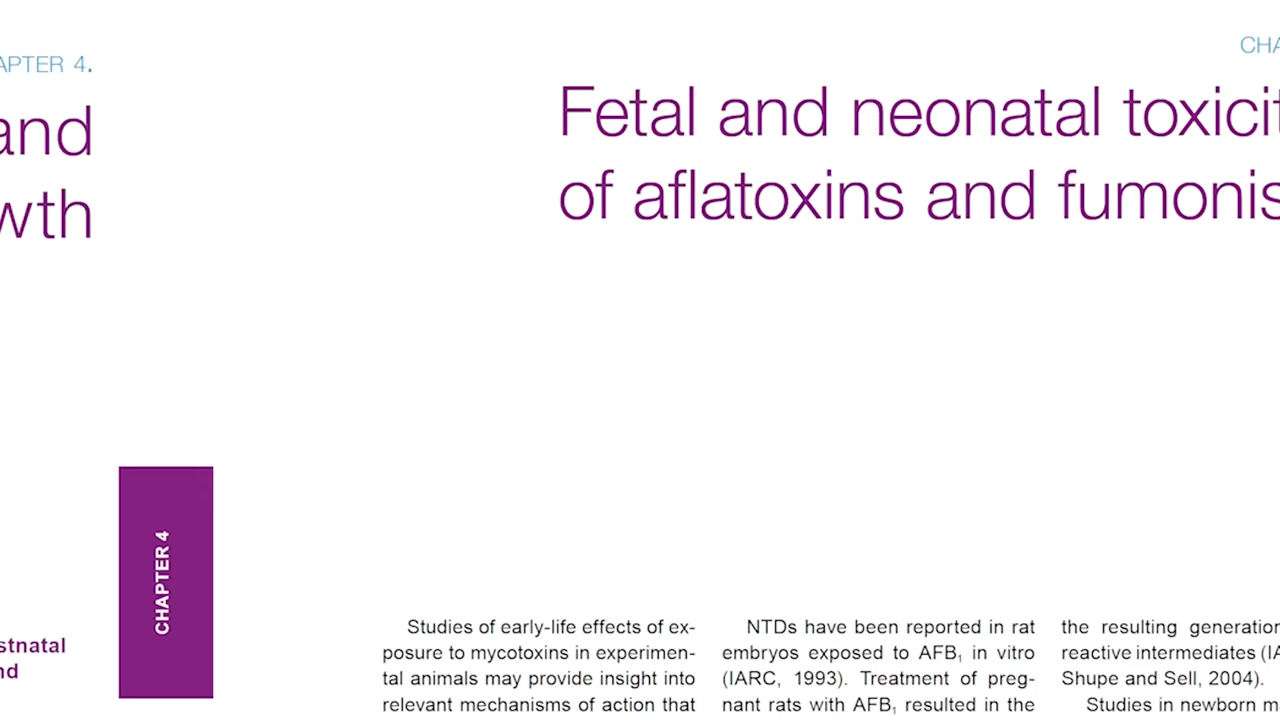 APTER 4.
and
wth
CHAPTER 4
stnatal
nd
CHA
Fetal and neonatal toxicit
of aflatoxins and fumonis
Studies of early-life effects of ex-
posure to mycotoxins in experimen-
tal animals may provide insight into
relevant mechanisms of action that
NTDs have been reported in rat
embryos exposed to AFB₁ in vitro
(IARC, 1993). Treatment of preg-
nant rats with AFB₁ resulted in the
the resulting generation
reactive intermediates (IA
Shupe and Sell, 2004).
Studies in newborn m